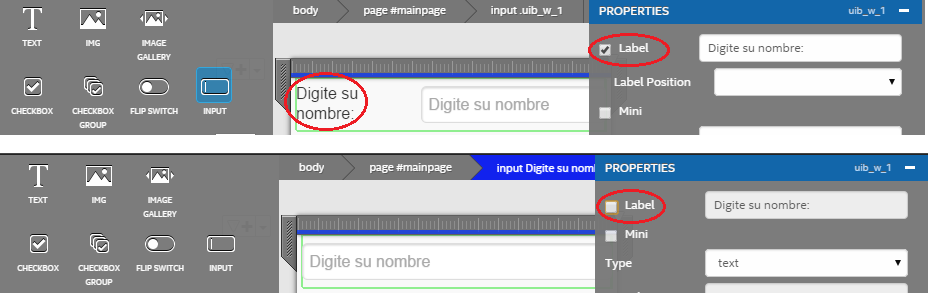 body page #mainpage input .uib_w_1
PROPERTIES uib_w_1
TEXT IMG IMAGE GALLERY
Label Digite su nombre:
Label Position
CHECKBOX CHECKBOX GROUP FLIP SWITCH INPUT
Digite su
nombre:
Digite su nombre
Mini
body page #mainpage input Digite su nom
PROPERTIES uib_w_1
TEXT IMG IMAGE GALLERY
Label Digite su nombre:
Mini
CHECKBOX CHECKBOX GROUP FLIP SWITCH INPUT
Digite su nombre
Type text